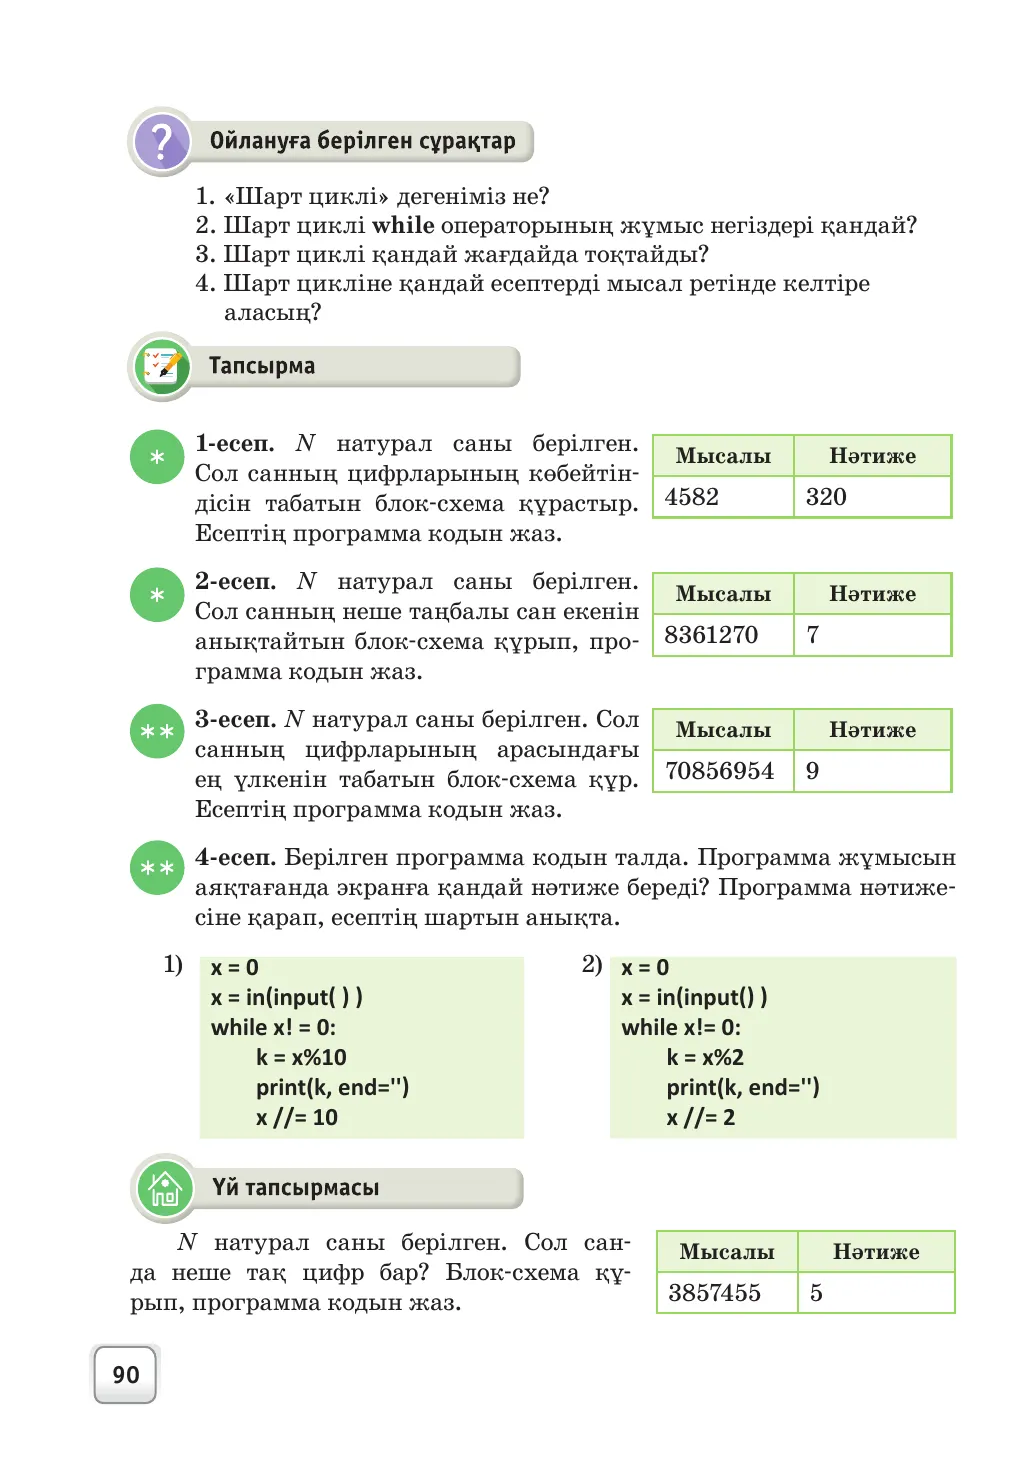 Ойлануға берілген сұрақтар
1. «Шарт циклі» дегеніміз не?
2. Шарт циклі while операторының жұмыс негіздері қандай?
3. Шарт циклі қандай жағдайда тоқтайды?
4. Шарт цикліне қандай есептерді мысал ретінде келтіре
аласың?
Тапсырма
1-есеп. N натурал саны берілген.
Сол санның цифрларының көбейтін-
дісін табатын блок-схема құрастыр.
Есептің программа кодын жаз.
Мысалы Нәтиже
4582 320
2-есеп. N натурал саны берілген.
Сол санның неше таңбалы сан екенін
анықтайтын блок-схема құрып, про-
грамма кодын жаз.
Мысалы Нәтиже
8361270 7
3-есеп. N натурал саны берілген. Сол
санның цифрларының арасындағы
ең үлкенін табатын блок-схема құр.
Есептің программа кодын жаз.
Мысалы Нәтиже
70856954 9
4-есеп. Берілген программа кодын талда. Программа жұмысын
аяқтағанда экранға қандай нәтиже береді? Программа нәтиже-
сіне қарап, есептің шартын анықта.
1)
x = 0
x = in(input( ) )
while x! = 0:
k = x%10
print(k, end='')
x //= 10
2)
x = 0
x = in(input() )
while x!= 0:
k = x%2
print(k, end='')
x //= 2
Үй тапсырмасы
N натурал саны берілген. Сол сан-
да неше тақ цифр бар? Блок-схема құ-
рып, программа кодын жаз.
Мысалы Нәтиже
3857455 5
90